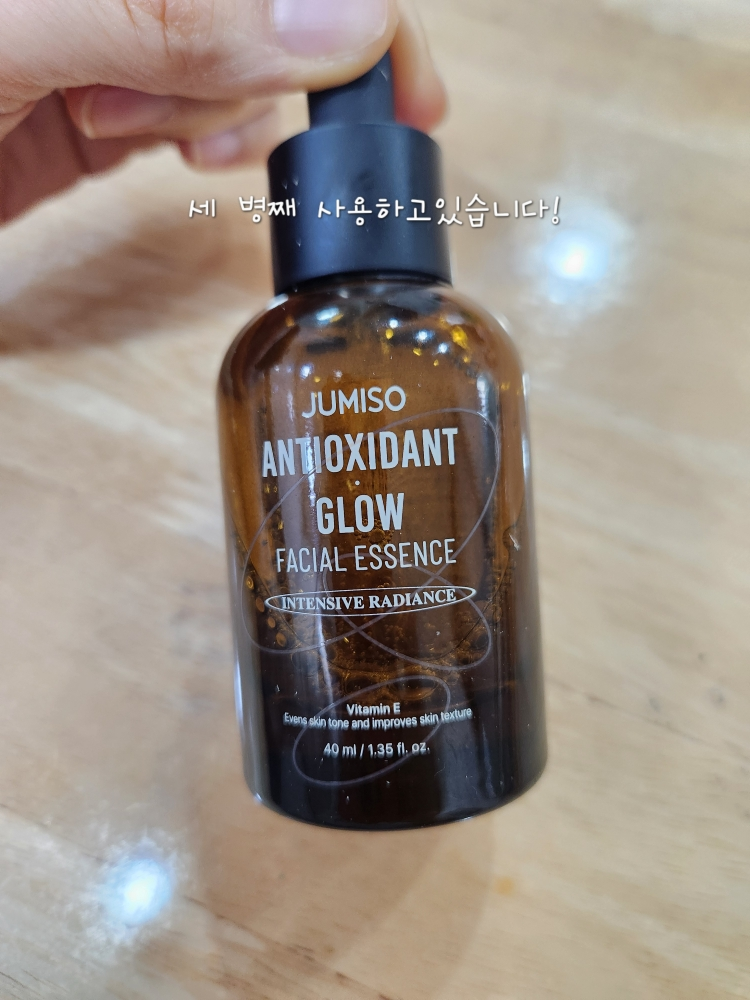 세 병째 사용하고있습니다!
JUMISO
ANTIOXIDANT
·
GLOW
FACIAL ESSENCE
INTENSIVE RADIANCE
Vitamin E
Evens skin tone and improves skin texture
40 ml / 1.35 fl. oz.